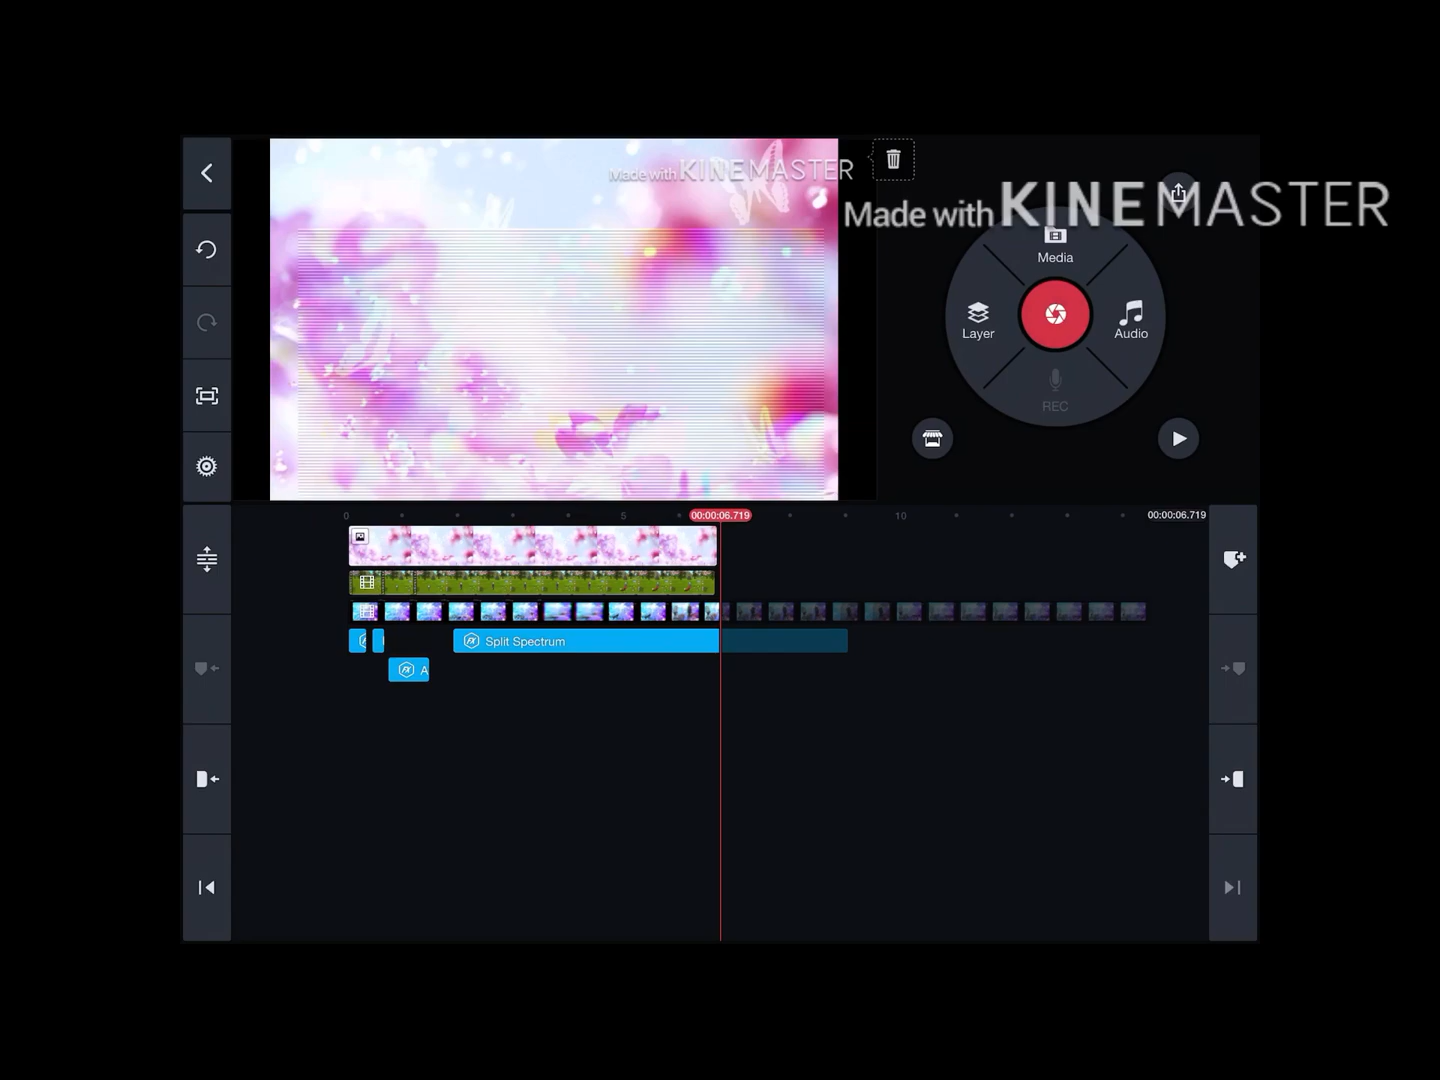 Made with KINEMASTER
Made with KINEMASTER
Media
Layer
Audio
REC
0
5
00:00:06.719
10
00:00:06.719
Split Spectrum
A